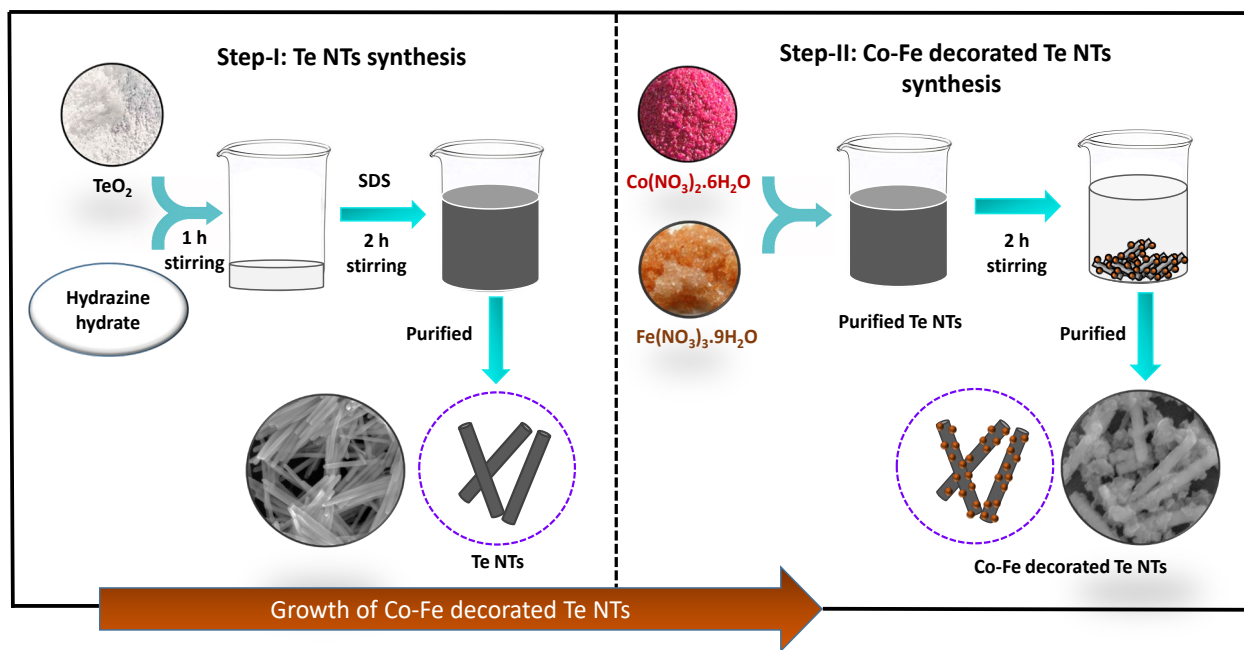 Step-I: Te NTs synthesis
TeO₂
Hydrazine
hydrate
1 h
stirring
SDS
2 h
stirring
Purified
Te NTs
Step-II: Co-Fe decorated Te NTs
synthesis
Co(NO₃)₂.6H₂O
Fe(NO₃)₃.9H₂O
Purified Te NTs
2 h
stirring
Purified
Co-Fe decorated Te NTs
Growth of Co-Fe decorated Te NTs